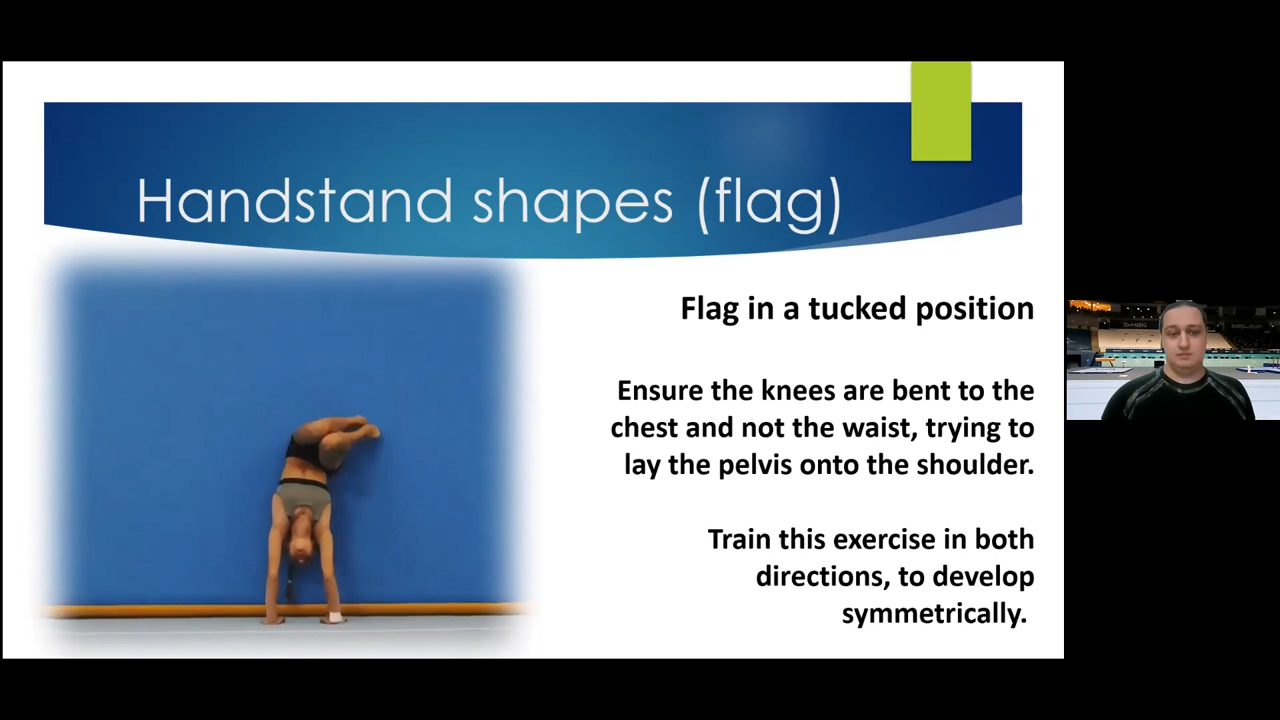 Handstand shapes (flag)
Flag in a tucked position
Ensure the knees are bent to the
chest and not the waist, trying to
lay the pelvis onto the shoulder.
Train this exercise in both
directions, to develop
symmetrically.